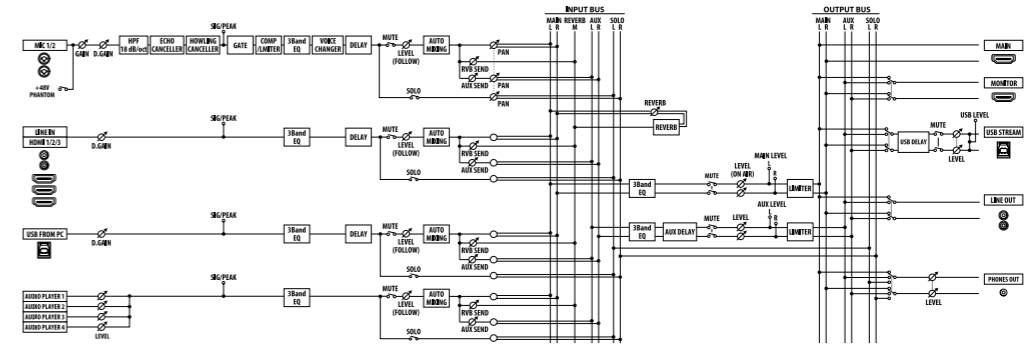 INPUT BUS
OUTPUT BUS
MAIN REVERB AUX SOLO
L R M L R L R
MAIN AUX SOLO
L R L R L R
SIG/PEAK
MIC 1/2
GAIN
D.GAIN
HPF
18 dB/oct
ECHO
CANCELLER
HOWLING
CANCELLER
GATE
COMP
/LIMITER
3Band
EQ
VOICE
CHANGER
DELAY
MUTE
LEVEL
(FOLLOW)
AUTO
MIXING
PAN
RVB SEND
AUX SEND
PAN
SOLO
PAN
+48V
PHANTOM
MAIN
MONITOR
REVERB
REVERB
USB LEVEL
LINE IN
HDMI 1/2/3
D.GAIN
SIG/PEAK
3Band
EQ
DELAY
MUTE
LEVEL
(FOLLOW)
AUTO
MIXING
RVB SEND
AUX SEND
SOLO
USB DELAY
MUTE
LEVEL
USB STREAM
3Band
EQ
MUTE
LEVEL
(ON AIR)
MAIN LEVEL
L
R
LIMITER
LINE OUT
USB FROM PC
D.GAIN
SIG/PEAK
3Band
EQ
DELAY
MUTE
LEVEL
(FOLLOW)
AUTO
MIXING
RVB SEND
AUX SEND
SOLO
3Band
EQ
AUX DELAY
MUTE
LEVEL
AUX LEVEL
L
R
LIMITER
AUDIO PLAYER 1
AUDIO PLAYER 2
AUDIO PLAYER 3
AUDIO PLAYER 4
LEVEL
SIG/PEAK
3Band
EQ
MUTE
LEVEL
(FOLLOW)
AUTO
MIXING
RVB SEND
AUX SEND
SOLO
LEVEL
PHONES OUT